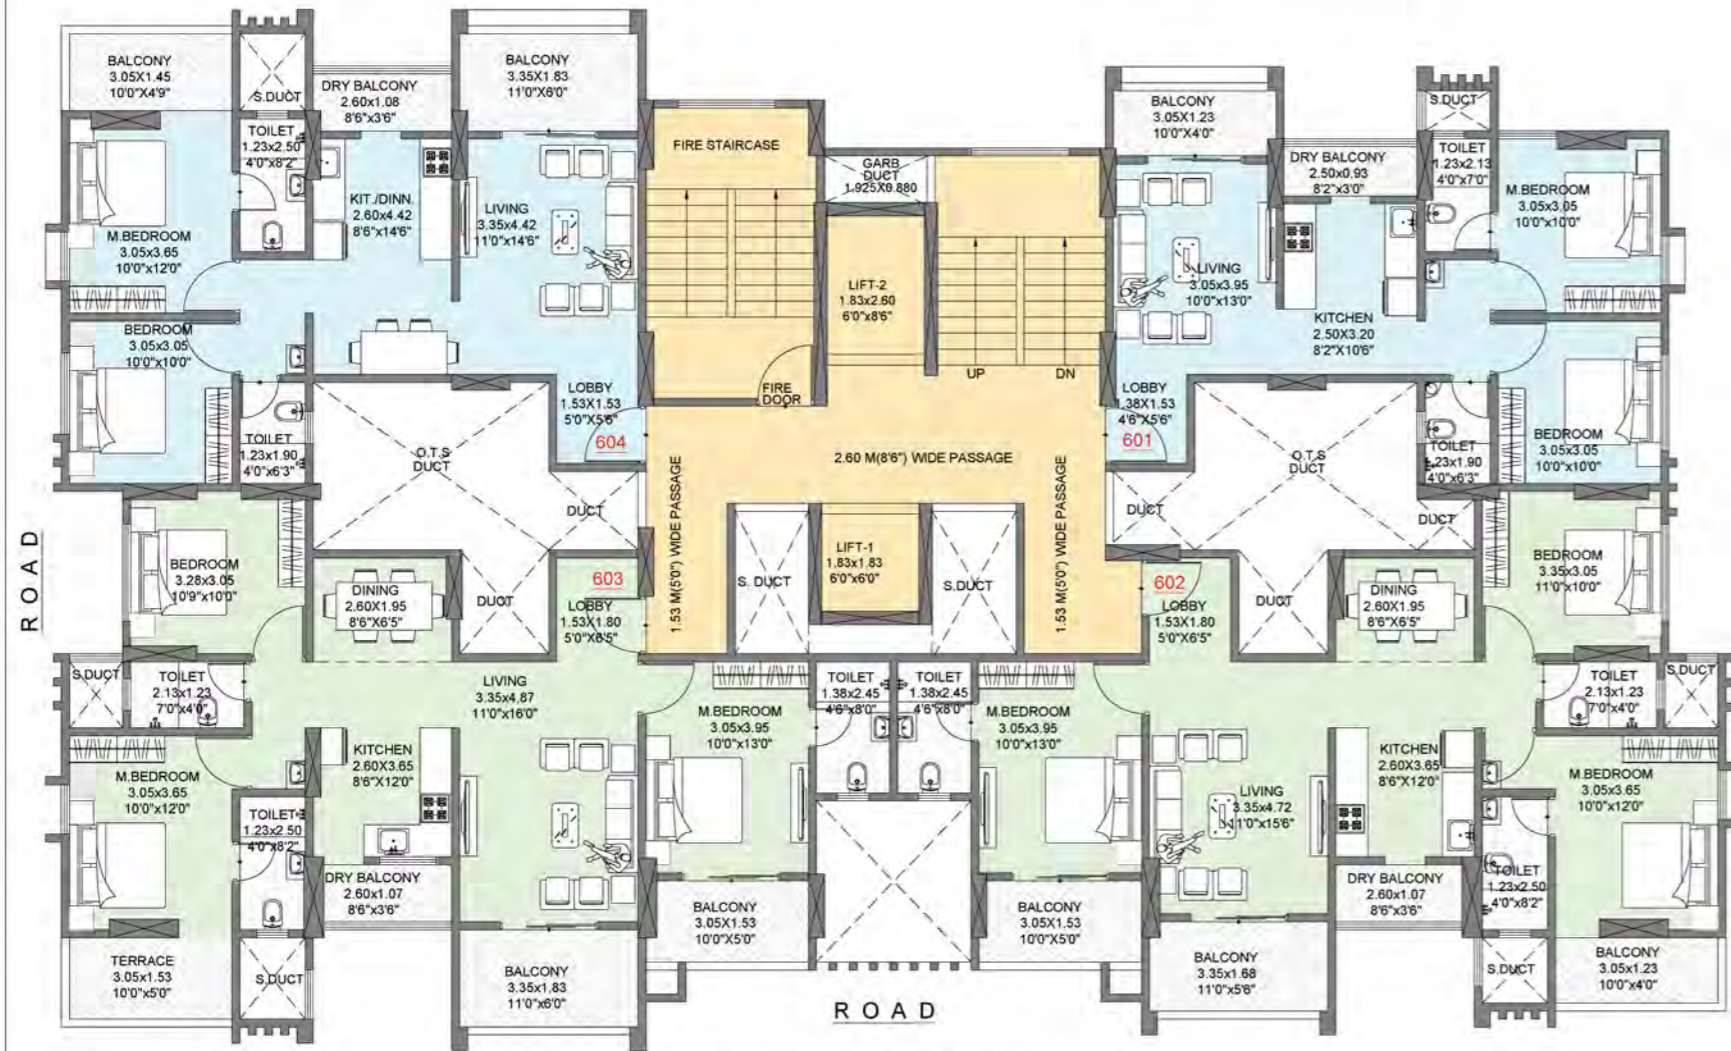 BALCONY
3.05X1.45
10'0"X4'9"
S.DUCT
DRY BALCONY
2.60x1.08
8'6"x3'6"
BALCONY
3.35X1.83
11'0"X6'0"
TOILET
1.23x2.50
4'0"x8'2"
M.BEDROOM
3.05x3.65
10'0"x12'0"
KIT./DINN.
2.60x4.42
8'6"x14'6"
LIVING
3.35x4.42
11'0"x14'6"
BEDROOM
3.05x3.05
10'0"x10'0"
TOILET
1.23x1.90
4'0"x6'3"
LOBBY
1.53X1.53
5'0"X5'6"
604
O.T.S
DUCT
DUCT
DUCT
FIRE STAIRCASE
GARB
DUCT
1.925X0.880
LIFT-2
1.83x2.60
6'0"x8'6"
FIRE
DOOR
UP
DN
2.60 M(8'6") WIDE PASSAGE
1.53 M(5'0") WIDE PASSAGE
1.53 M(5'0") WIDE PASSAGE
LIFT-1
1.83x1.83
6'0"x6'0"
S. DUCT
S.DUCT
BALCONY
3.05X1.23
10'0"X4'0"
DRY BALCONY
2.50x0.93
8'2"x3'0"
S.DUCT
TOILET
1.23x2.13
4'0"x7'0"
M.BEDROOM
3.05x3.05
10'0"x10'0"
LIVING
3.05x3.95
10'0"x13'0"
KITCHEN
2.50X3.20
8'2"X10'6"
LOBBY
1.38X1.53
4'6"X5'6"
601
O.T.S
DUCT
DUCT
DUCT
DUCT
TOILET
1.23x1.90
4'0"x6'3"
BEDROOM
3.05x3.05
10'0"x10'0"
ROAD
BEDROOM
3.28x3.05
10'9"x10'0"
DINING
2.60X1.95
8'6"X6'5"
603
LOBBY
1.53X1.80
5'0"X6'5"
S.DUCT
TOILET
2.13x1.23
7'0"x4'0"
LIVING
3.35x4.87
11'0"x16'0"
M.BEDROOM
3.05x3.95
10'0"x13'0"
TOILET
1.38x2.45
4'6"x8'0"
M.BEDROOM
3.05x3.65
10'0"x12'0"
KITCHEN
2.60X3.65
8'6"X12'0"
TOILET
1.23x2.50
4'0"x8'2"
DRY BALCONY
2.60x1.07
8'6"x3'6"
BALCONY
3.05X1.53
10'0"X5'0"
TERRACE
3.05x1.53
10'0"x5'0"
S.DUCT
BALCONY
3.35x1.83
11'0"x6'0"
602
LOBBY
1.53X1.80
5'0"X6'5"
DINING
2.60X1.95
8'6"X6'5"
BEDROOM
3.35x3.05
11'0"x10'0"
TOILET
1.38x2.45
4'6"x8'0"
M.BEDROOM
3.05x3.95
10'0"x13'0"
TOILET
2.13x1.23
7'0"x4'0"
S.DUCT
LIVING
3.35x4.72
11'0"x15'6"
KITCHEN
2.60X3.65
8'6"X12'0"
M.BEDROOM
3.05x3.65
10'0"x12'0"
TOILET
1.23x2.50
4'0"x8'2"
DRY BALCONY
2.60x1.07
8'6"x3'6"
BALCONY
3.05X1.53
10'0"X5'0"
BALCONY
3.35x1.68
11'0"x5'6"
S.DUCT
BALCONY
3.05x1.23
10'0"x4'0"
ROAD